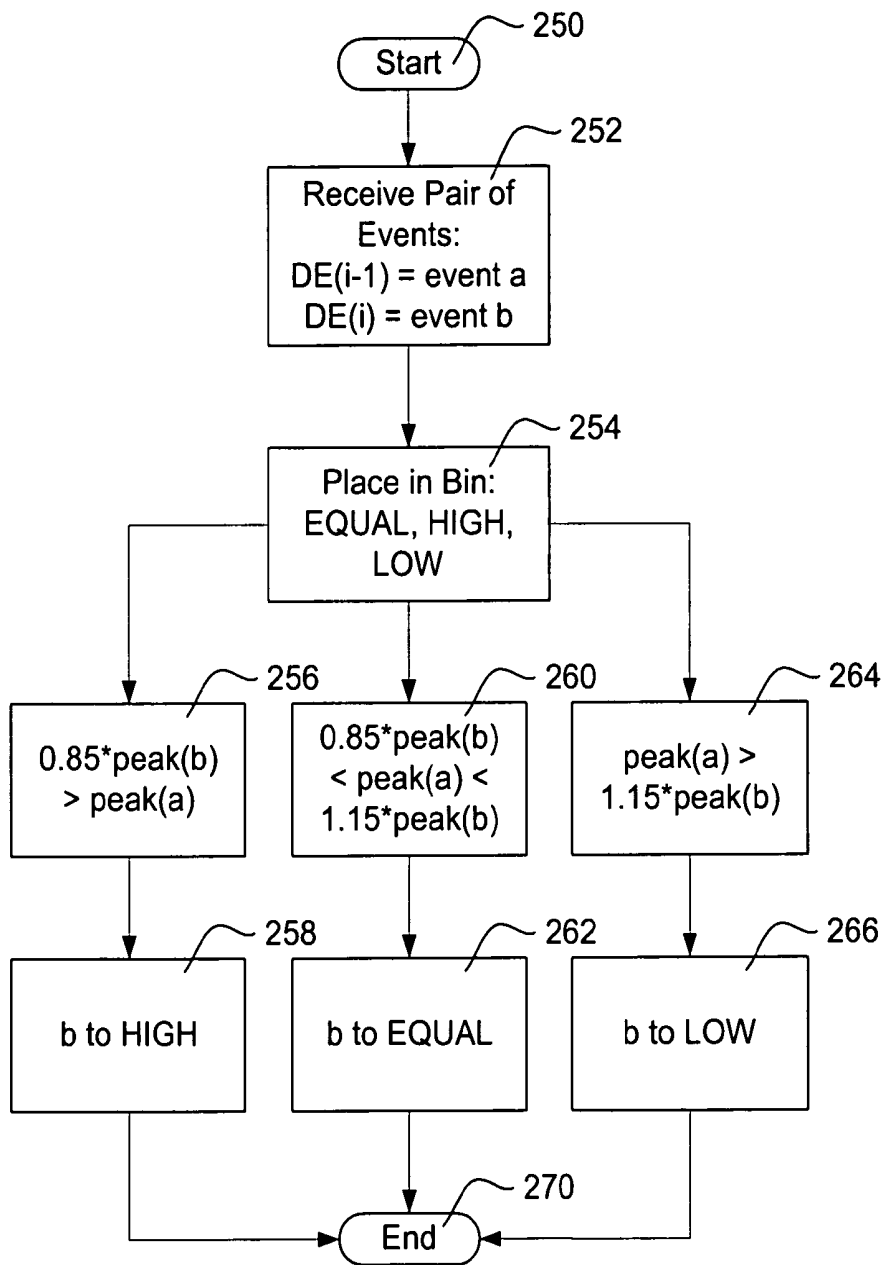 250
Start
252
Receive Pair of
Events:
DE(i-1) = event a
DE(i) = event b
254
Place in Bin:
EQUAL, HIGH,
LOW
256
0.85*peak(b)
> peak(a)
260
0.85*peak(b)
< peak(a) <
1.15*peak(b)
264
peak(a) >
1.15*peak(b)
258
b to HIGH
262
b to EQUAL
266
b to LOW
270
End